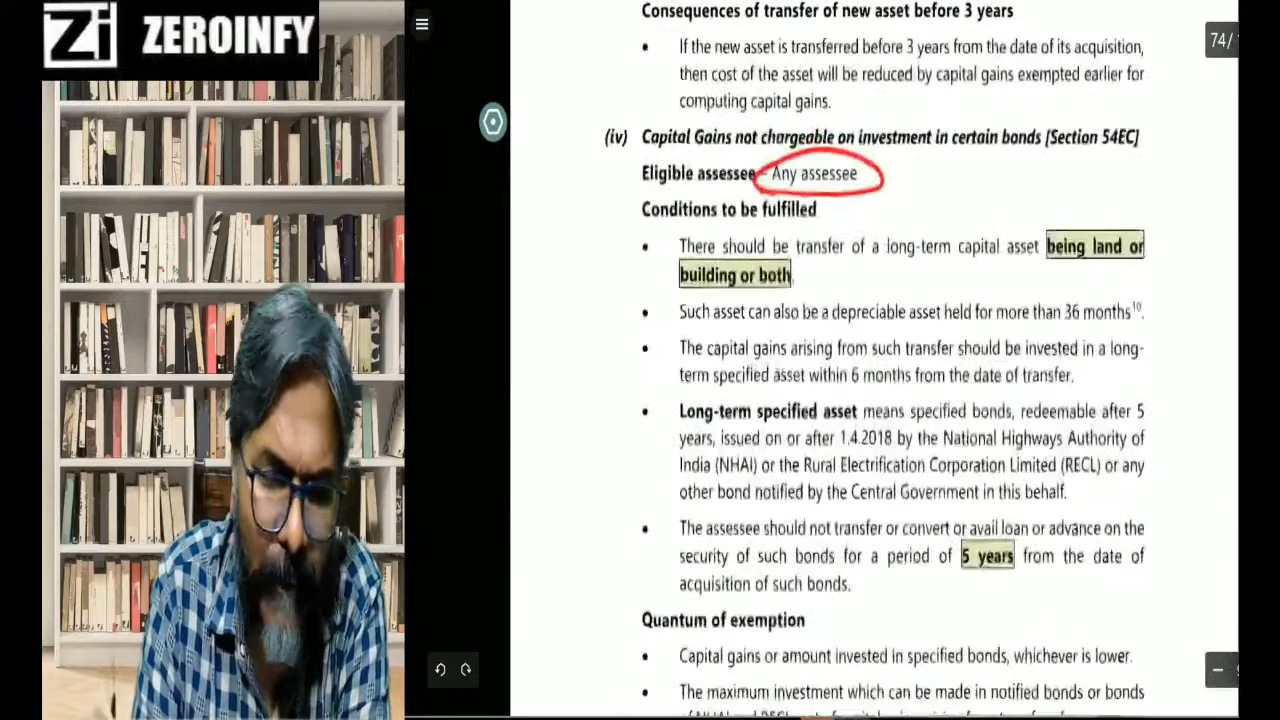 Zi ZEROINFY
74/
Consequences of transfer of new asset before 3 years
• If the new asset is transferred before 3 years from the date of its acquisition,
then cost of the asset will be reduced by capital gains exempted earlier for
computing capital gains.
(iv) Capital Gains not chargeable on investment in certain bonds [Section 54EC]
Eligible assessee – Any assessee
Conditions to be fulfilled
• There should be transfer of a long-term capital asset being land or
building or both.
• Such asset can also be a depreciable asset held for more than 36 months10.
• The capital gains arising from such transfer should be invested in a long-
term specified asset within 6 months from the date of transfer.
• Long-term specified asset means specified bonds, redeemable after 5
years, issued on or after 1.4.2018 by the National Highways Authority of
India (NHAI) or the Rural Electrification Corporation Limited (RECL) or any
other bond notified by the Central Government in this behalf.
• The assessee should not transfer or convert or avail loan or advance on the
security of such bonds for a period of 5 years from the date of
acquisition of such bonds.
Quantum of exemption
• Capital gains or amount invested in specified bonds, whichever is lower.
• The maximum investment which can be made in notified bonds or bonds